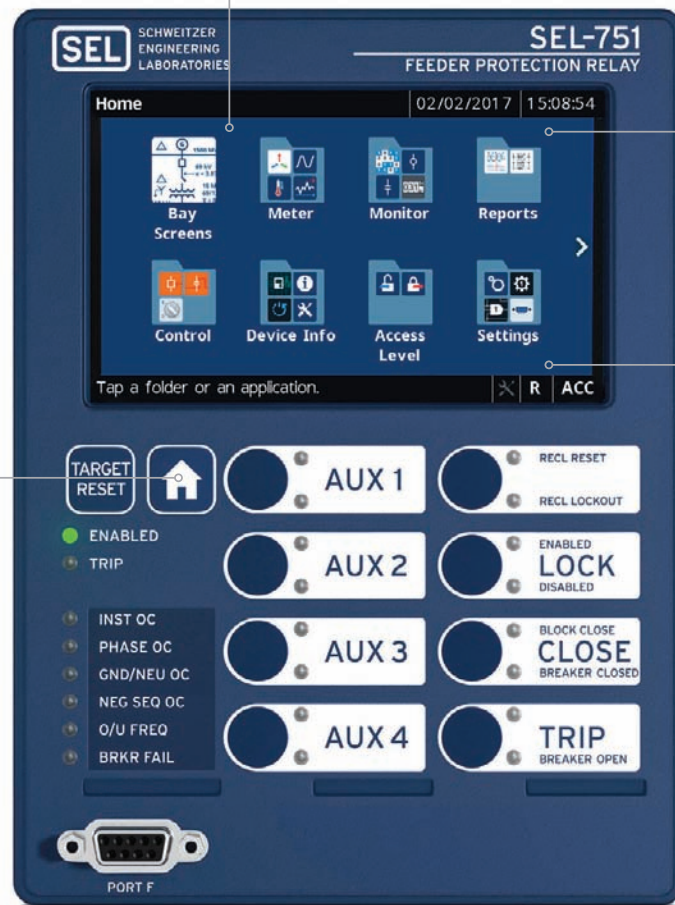 SEL
SCHWEITZER
ENGINEERING
LABORATORIES
SEL-751
FEEDER PROTECTION RELAY
Home 02/02/2017 15:08:54
Bay
Screens
Meter
Monitor
Reports
Control
Device Info
Access
Level
Settings
Tap a folder or an application. R ACC
TARGET
RESET
ENABLED
TRIP
INST OC
PHASE OC
GND/NEU OC
NEG SEQ OC
O/U FREQ
BRKR FAIL
AUX 1
AUX 2
AUX 3
AUX 4
RECL RESET
RECL LOCKOUT
ENABLED
LOCK
DISABLED
BLOCK CLOSE
CLOSE
BREAKER CLOSED
TRIP
BREAKER OPEN
PORT F